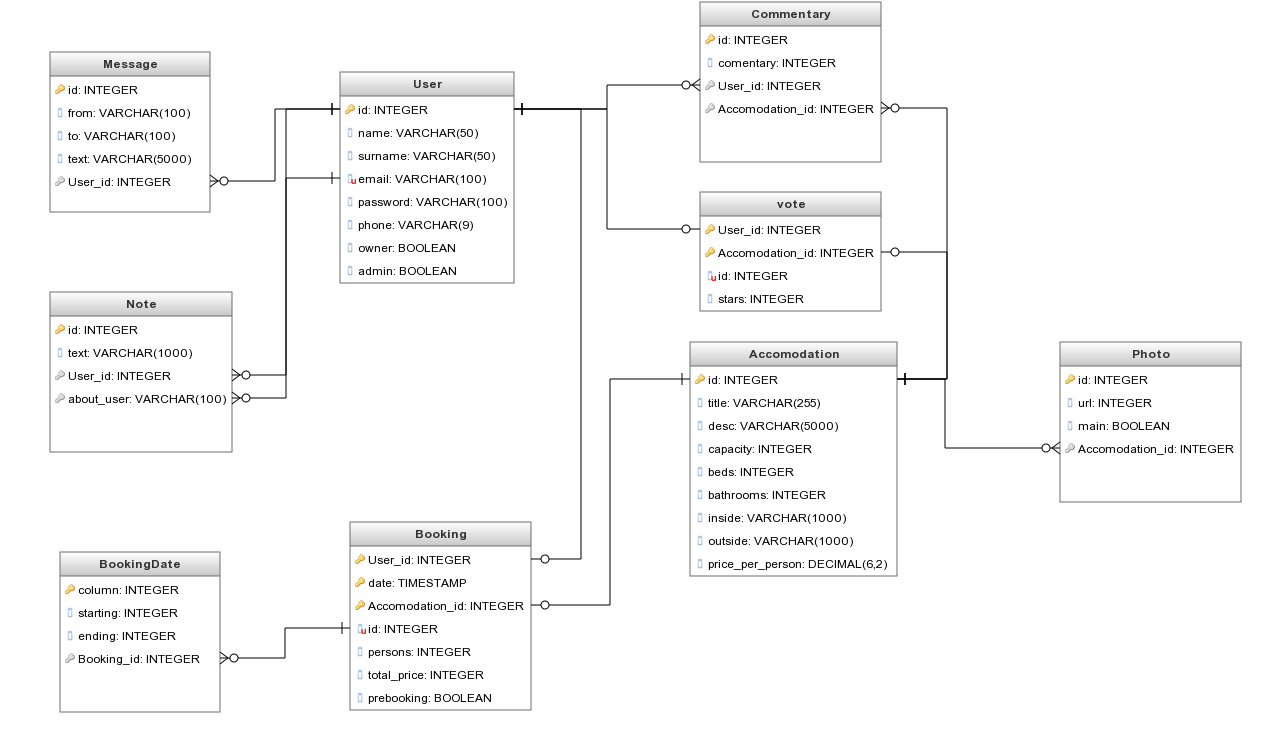 Message
id: INTEGER
from: VARCHAR(100)
to: VARCHAR(100)
text: VARCHAR(5000)
User_id: INTEGER
User
id: INTEGER
name: VARCHAR(50)
surname: VARCHAR(50)
email: VARCHAR(100)
password: VARCHAR(100)
phone: VARCHAR(9)
owner: BOOLEAN
admin: BOOLEAN
Commentary
id: INTEGER
comentary: INTEGER
User_id: INTEGER
Accomodation_id: INTEGER
vote
User_id: INTEGER
Accomodation_id: INTEGER
id: INTEGER
stars: INTEGER
Note
id: INTEGER
text: VARCHAR(1000)
User_id: INTEGER
about_user: VARCHAR(100)
Accomodation
id: INTEGER
title: VARCHAR(255)
desc: VARCHAR(5000)
capacity: INTEGER
beds: INTEGER
bathrooms: INTEGER
inside: VARCHAR(1000)
outside: VARCHAR(1000)
price_per_person: DECIMAL(6,2)
Photo
id: INTEGER
url: INTEGER
main: BOOLEAN
Accomodation_id: INTEGER
BookingDate
column: INTEGER
starting: INTEGER
ending: INTEGER
Booking_id: INTEGER
Booking
User_id: INTEGER
date: TIMESTAMP
Accomodation_id: INTEGER
id: INTEGER
persons: INTEGER
total_price: INTEGER
prebooking: BOOLEAN